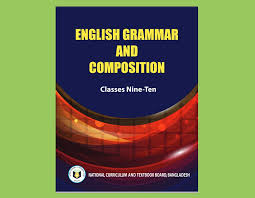 ENGLISH GRAMMAR
AND
COMPOSITION
Classes Nine-Ten
NATIONAL CURRICULUM AND TEXTBOOK BOARD, BANGLADESH